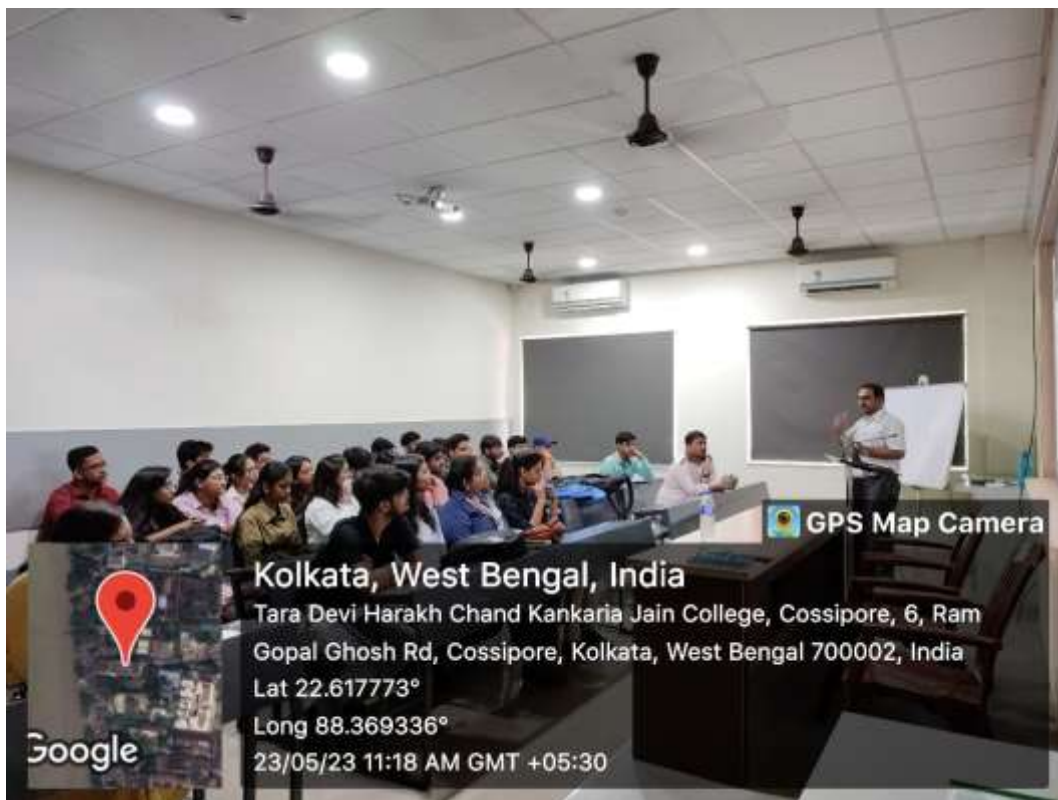 GPS Map Camera
Kolkata, West Bengal, India
Tara Devi Harakh Chand Kankaria Jain College, Cossipore, 6, Ram
Gopal Ghosh Rd, Cossipore, Kolkata, West Bengal 700002, India
Lat 22.617773°
Long 88.369336°
23/05/23 11:18 AM GMT +05:30
Google